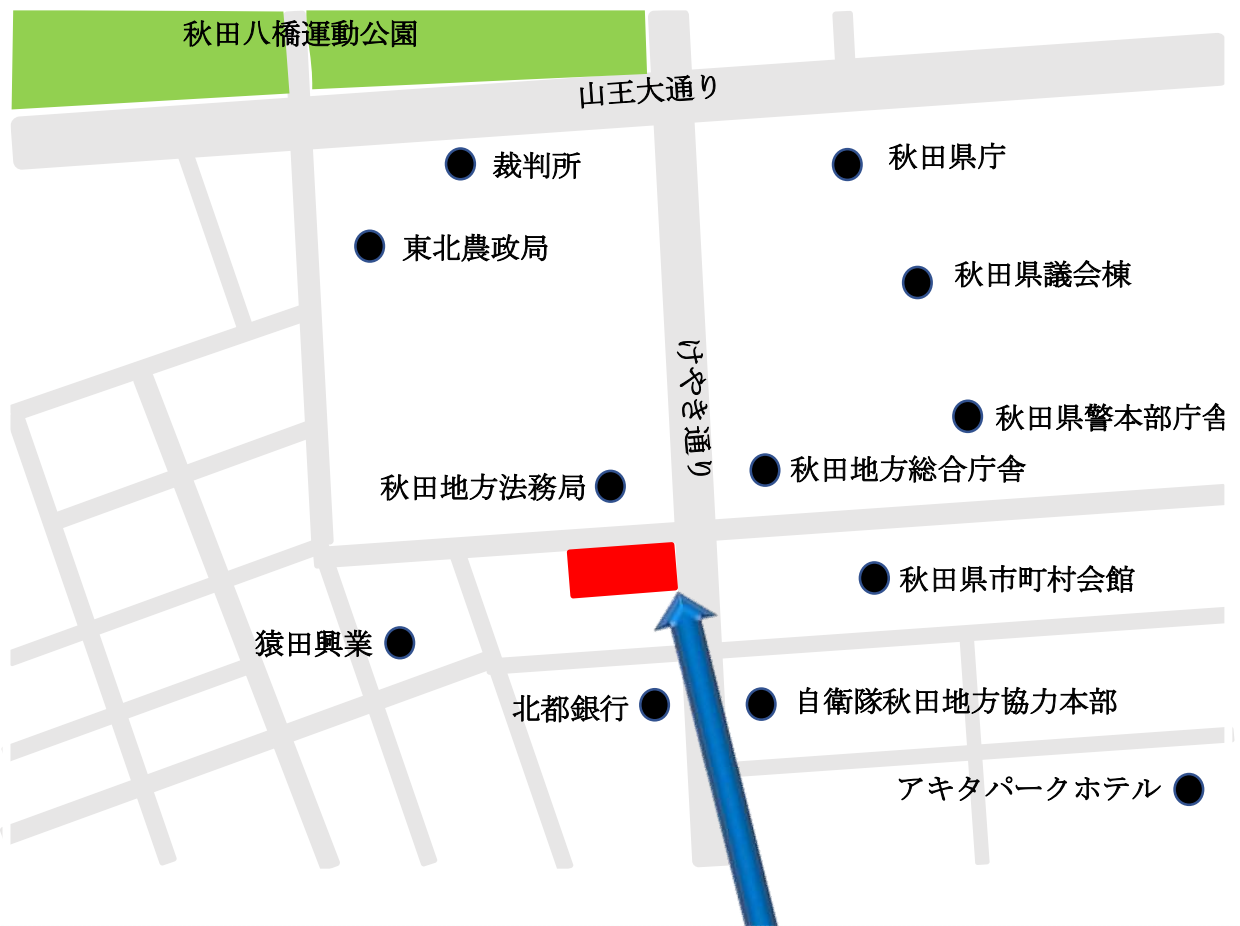 秋田八橋運動公園
山王大通り
裁判所
秋田県庁
東北農政局
秋田県議会棟
けやき通り
秋田県警本部庁舎
秋田地方総合庁舎
秋田地方法務局
秋田県市町村会館
猿田興業
北都銀行
自衛隊秋田地方協力本部
アキタパークホテル